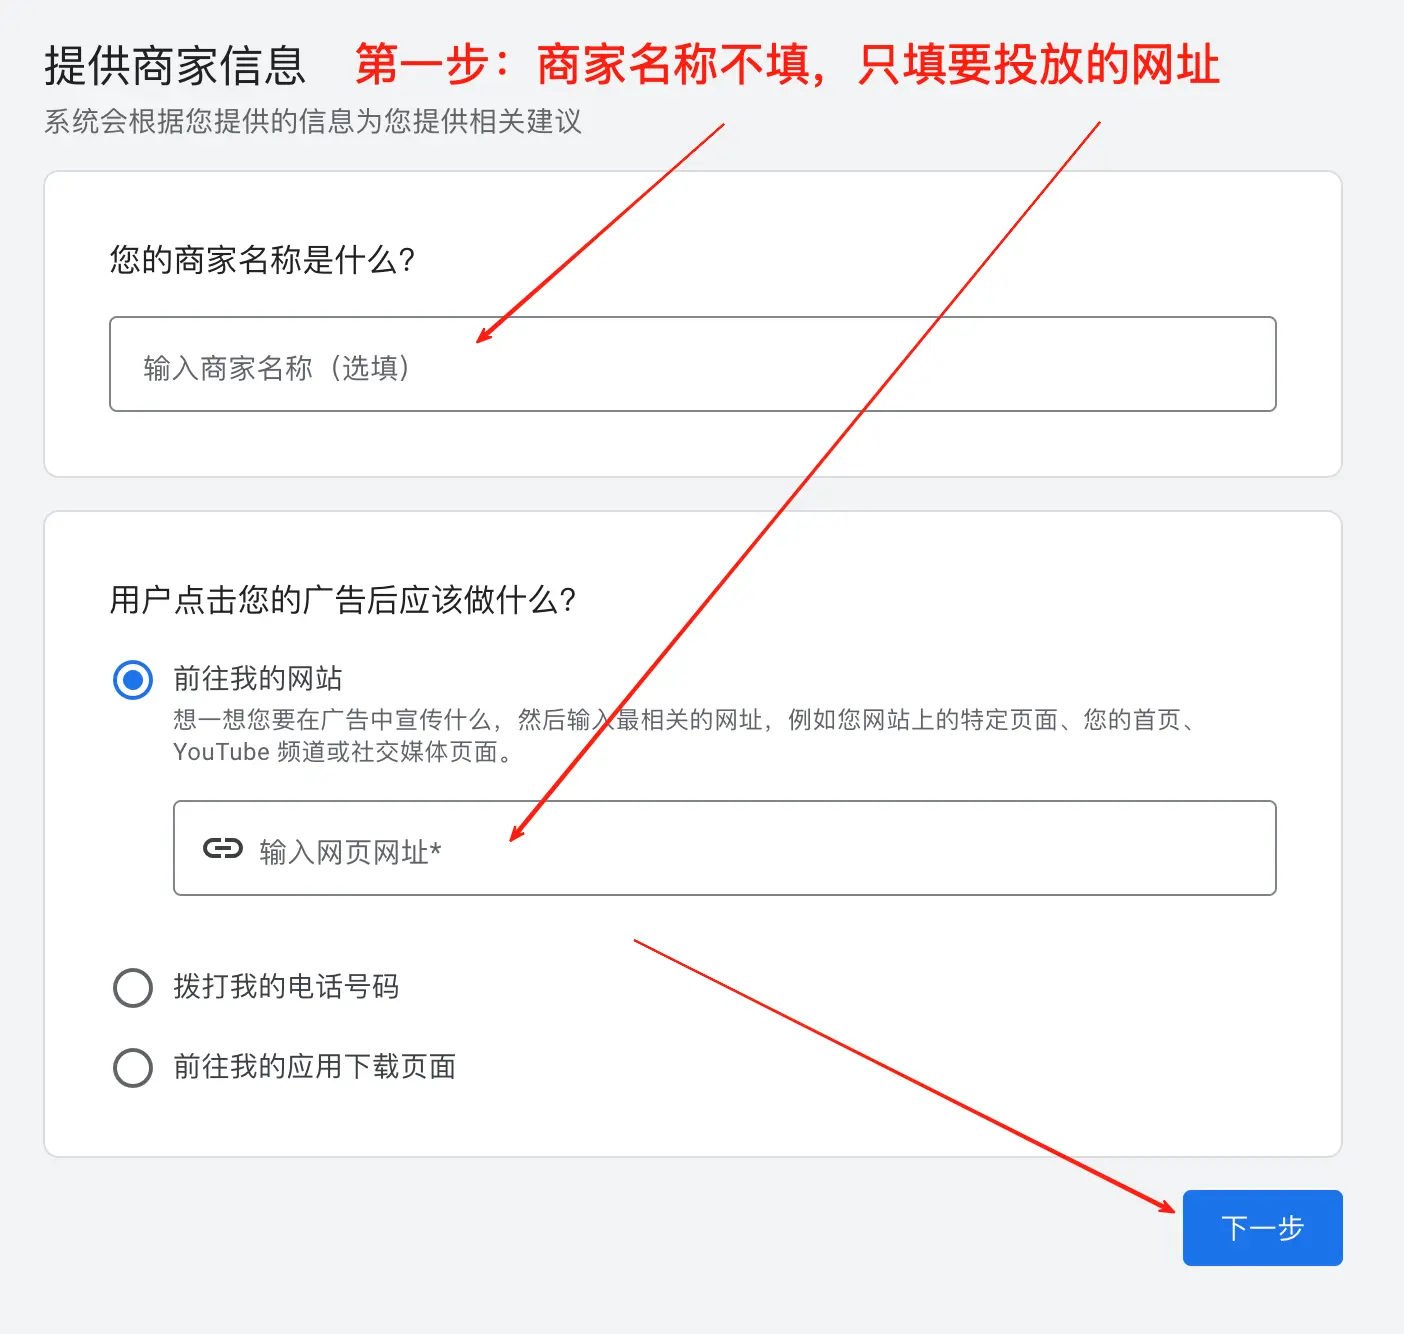 提供商家信息
第一步：商家名称不填，只填要投放的网址
系统会根据您提供的信息为您提供相关建议
您的商家名称是什么？
输入商家名称（选填）
用户点击您的广告后应该做什么？
前往我的网站
想一想您要在广告中宣传什么，然后输入最相关的网址，例如您网站上的特定页面、您的首页、
YouTube 频道或社交媒体页面。
输入网页网址*
拨打我的电话号码
前往我的应用下载页面
下一步